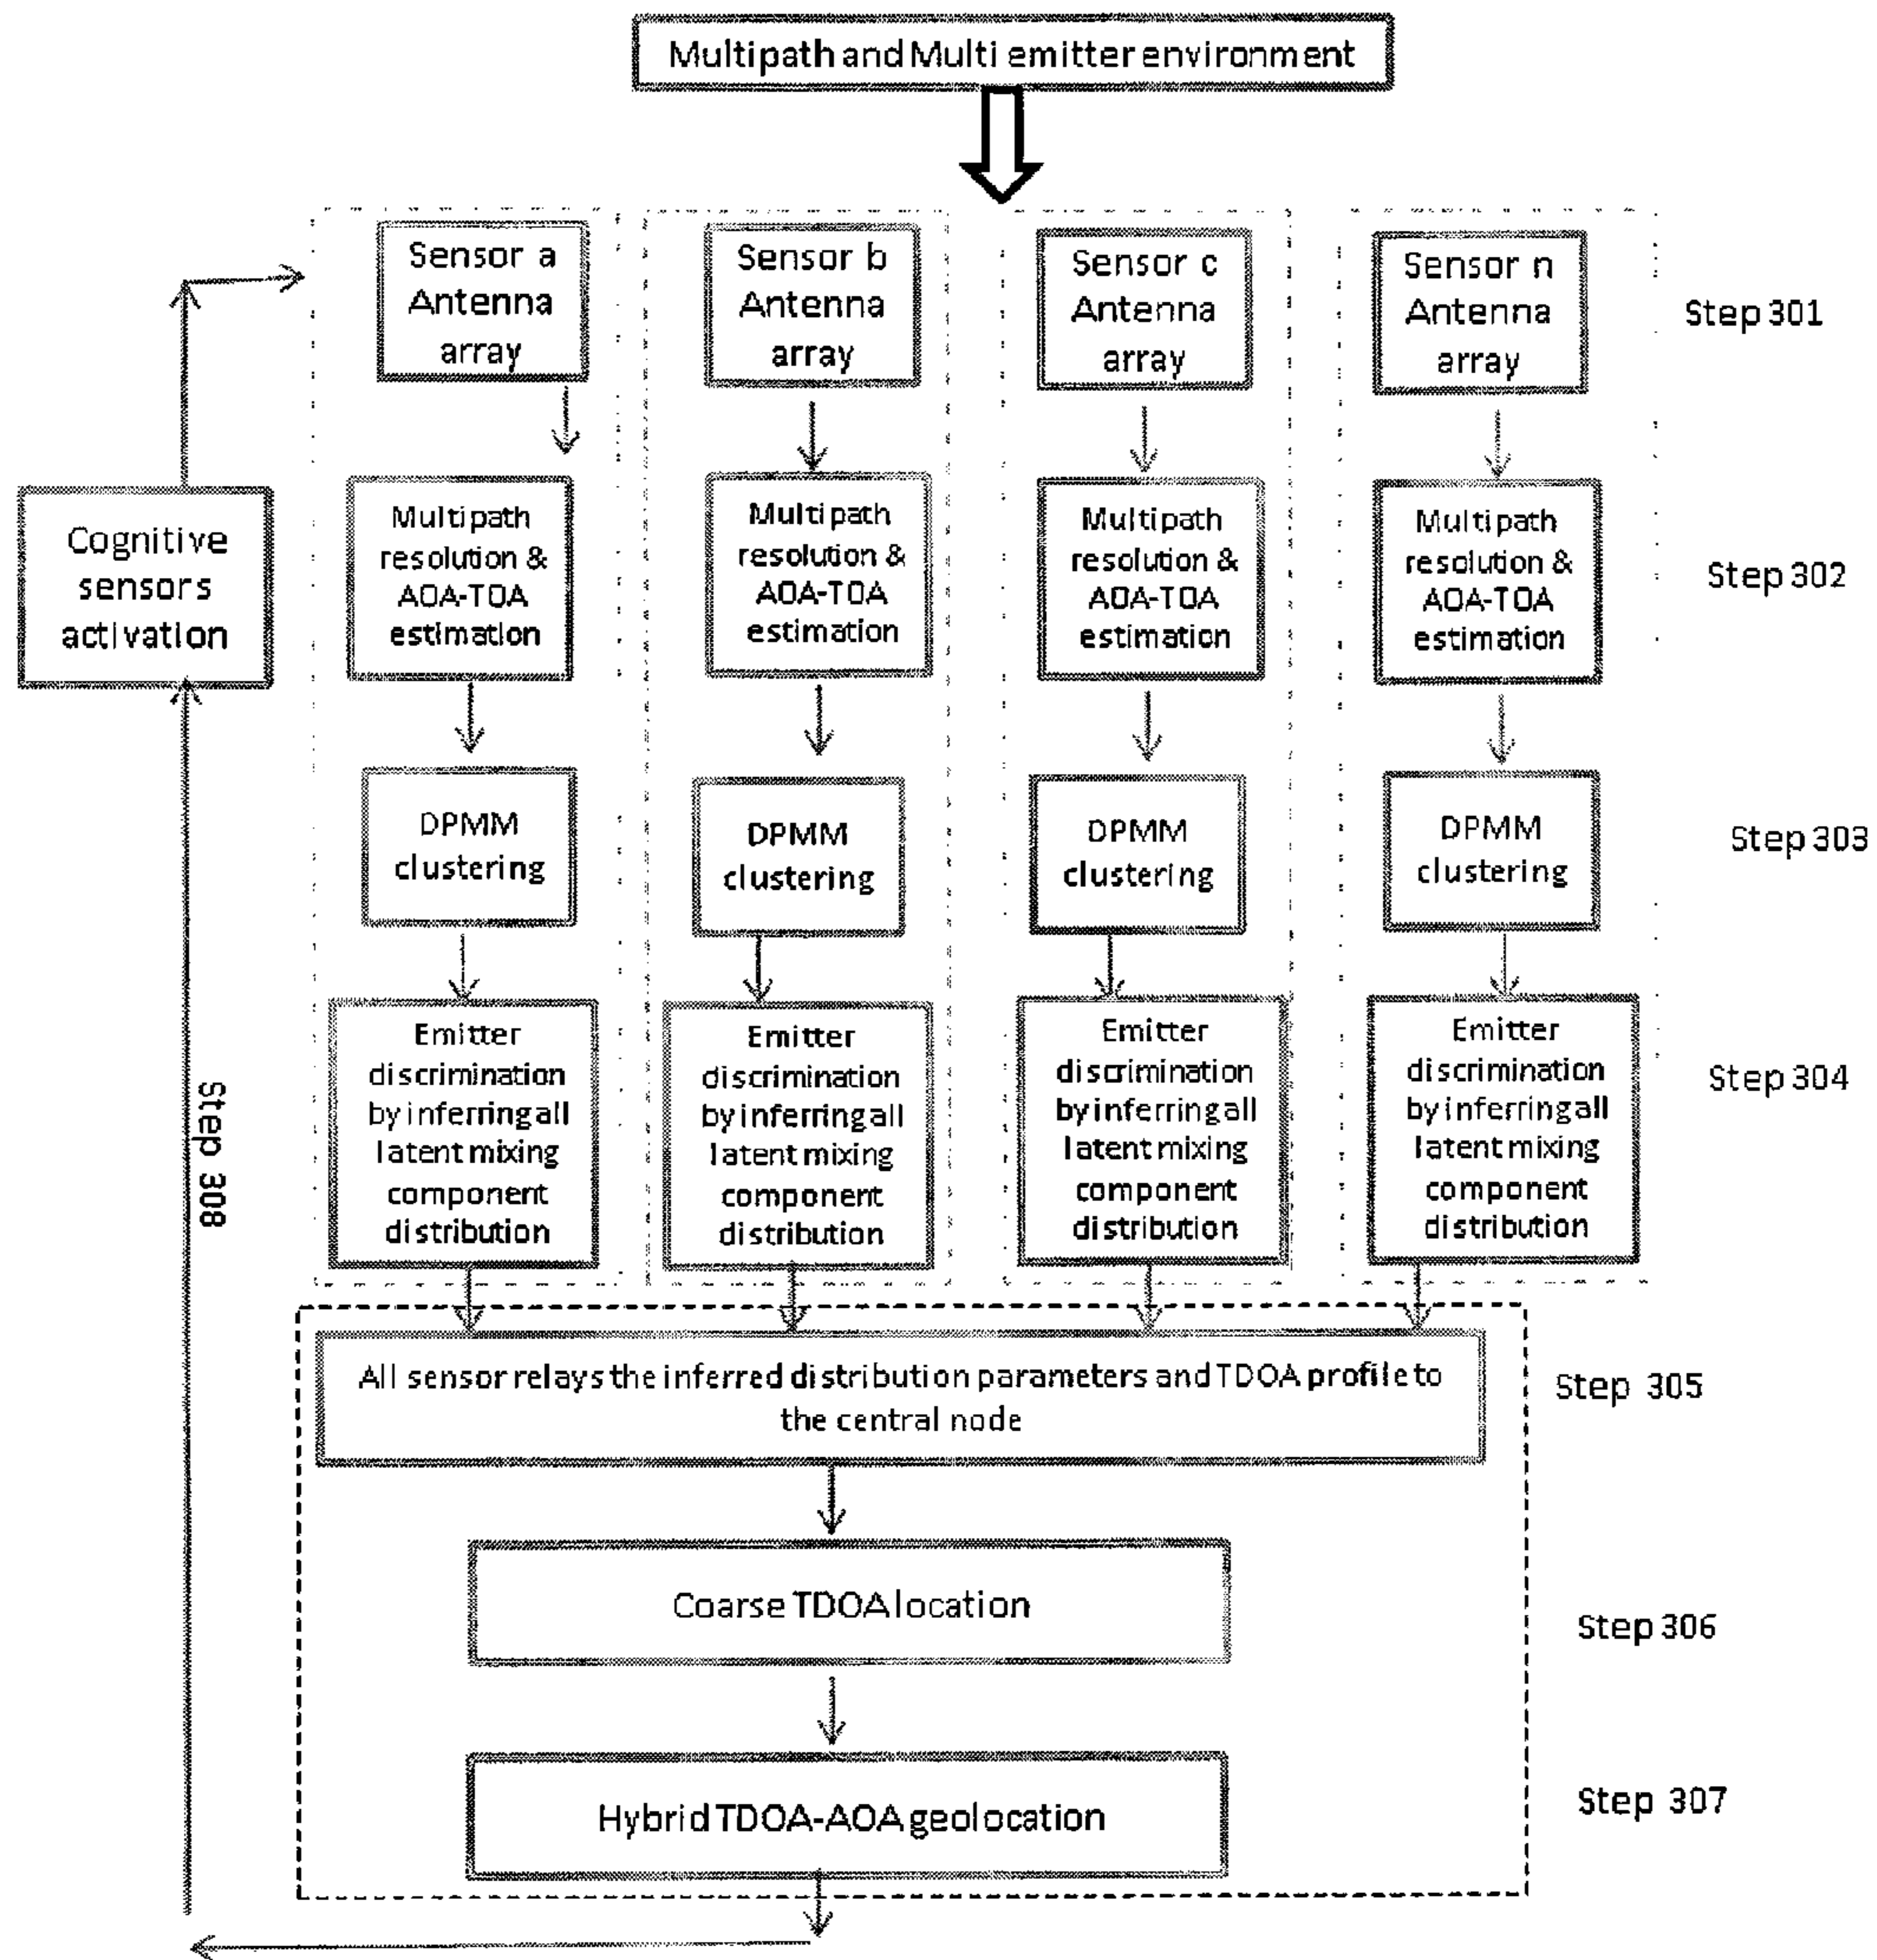 Multipath and Multi emitter environment
Sensor a
Antenna
array
Sensor b
Antenna
array
Sensor c
Antenna
array
Sensor n
Antenna
array
Step 301
Cognitive
sensors
activation
Multipath
resolution &
AOA-TOA
estimation
Multipath
resolution &
AOA-TOA
estimation
Multipath
resolution &
AOA-TOA
estimation
Multipath
resolution &
AOA-TOA
estimation
Step 302
DPMM
clustering
DPMM
clustering
DPMM
clustering
DPMM
clustering
Step 303
Emitter
discrimination
by inferring all
latent mixing
component
distribution
Emitter
discrimination
by inferring all
latent mixing
component
distribution
Emitter
discrimination
by inferring all
latent mixing
component
distribution
Emitter
discrimination
by inferring all
latent mixing
component
distribution
Step 304
Step 308
All sensor relays the inferred distribution parameters and TDOA profile to
the central node
Step 305
Coarse TDOA location
Step 306
Hybrid TDOA-AOA geolocation
Step 307